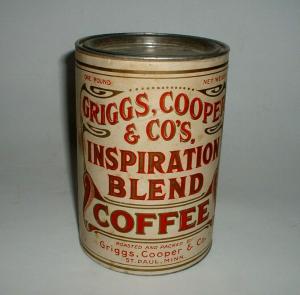 ONE POUND NET WEIGHT
GRIGGS, COOPER
& CO'S.
INSPIRATION
BLEND
COFFEE
ROASTED AND PACKED BY
Griggs, Cooper & Co.
ST. PAUL, MINN.